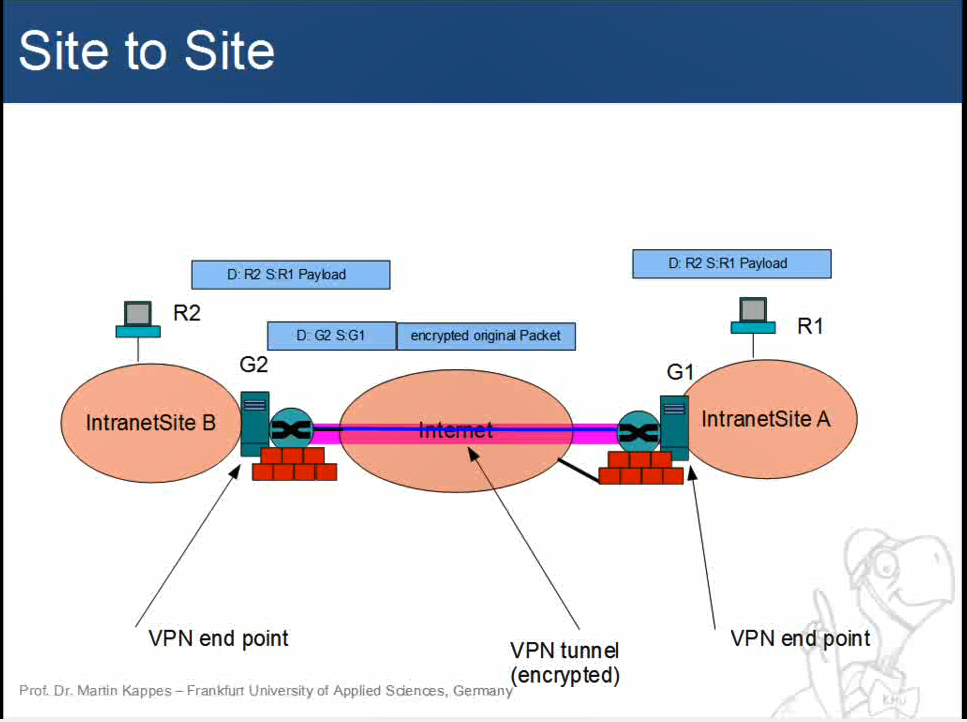 Site to Site
D: R2 S:R1 Payload
D: R2 S:R1 Payload
R2
R1
D: G2 S:G1
encrypted original Packet
G2
G1
IntranetSite B
Internet
IntranetSite A
VPN end point
VPN tunnel
(encrypted)
VPN end point
Prof. Dr. Martin Kappes – Frankfurt University of Applied Sciences, Germany